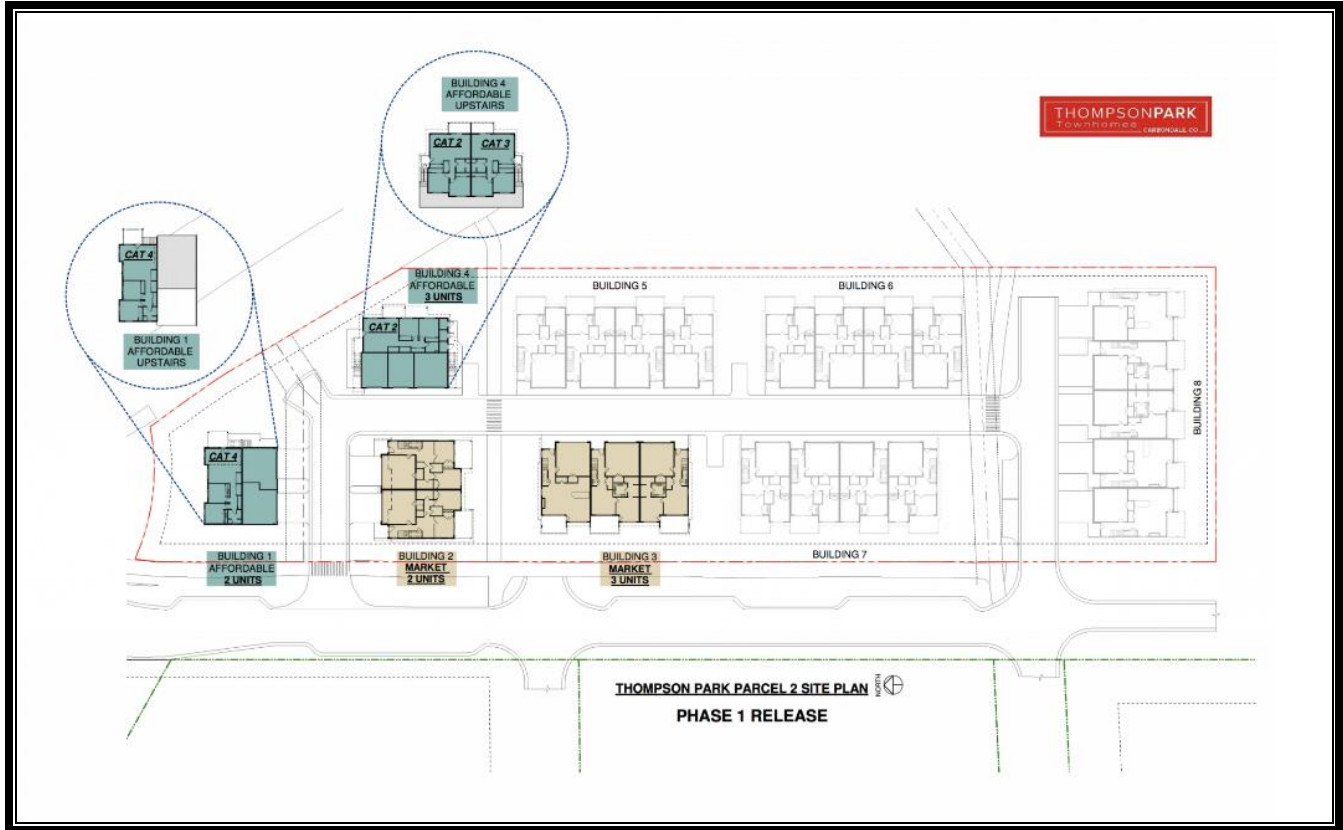 BUILDING 4
AFFORDABLE
UPSTAIRS
CAT 2
CAT 3
THOMPSONPARK
Townhomes CARBONDALE, CO
CAT 4
BUILDING 1
AFFORDABLE
UPSTAIRS
BUILDING 4
AFFORDABLE
3 UNITS
CAT 2
BUILDING 5
BUILDING 6
BUILDING 8
CAT 4
BUILDING 1
AFFORDABLE
2 UNITS
BUILDING 2
MARKET
2 UNITS
BUILDING 3
MARKET
3 UNITS
BUILDING 7
THOMPSON PARK PARCEL 2 SITE PLAN
NORTH
PHASE 1 RELEASE